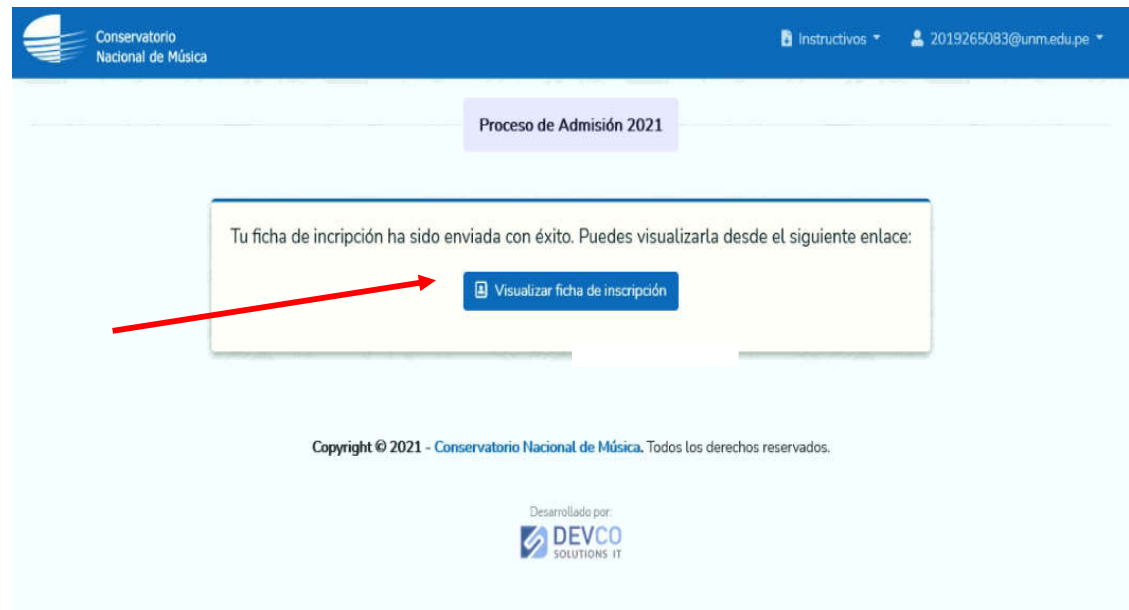 Conservatorio
Nacional de Música
Instructivos
2019265083@unm.edu.pe
Proceso de Admisión 2021
Tu ficha de incripción ha sido enviada con éxito. Puedes visualizarla desde el siguiente enlace:
Visualizar ficha de inscripción
Copyright © 2021 - Conservatorio Nacional de Música. Todos los derechos reservados.
Desarrollado por:
DEVCO
SOLUTIONS IT